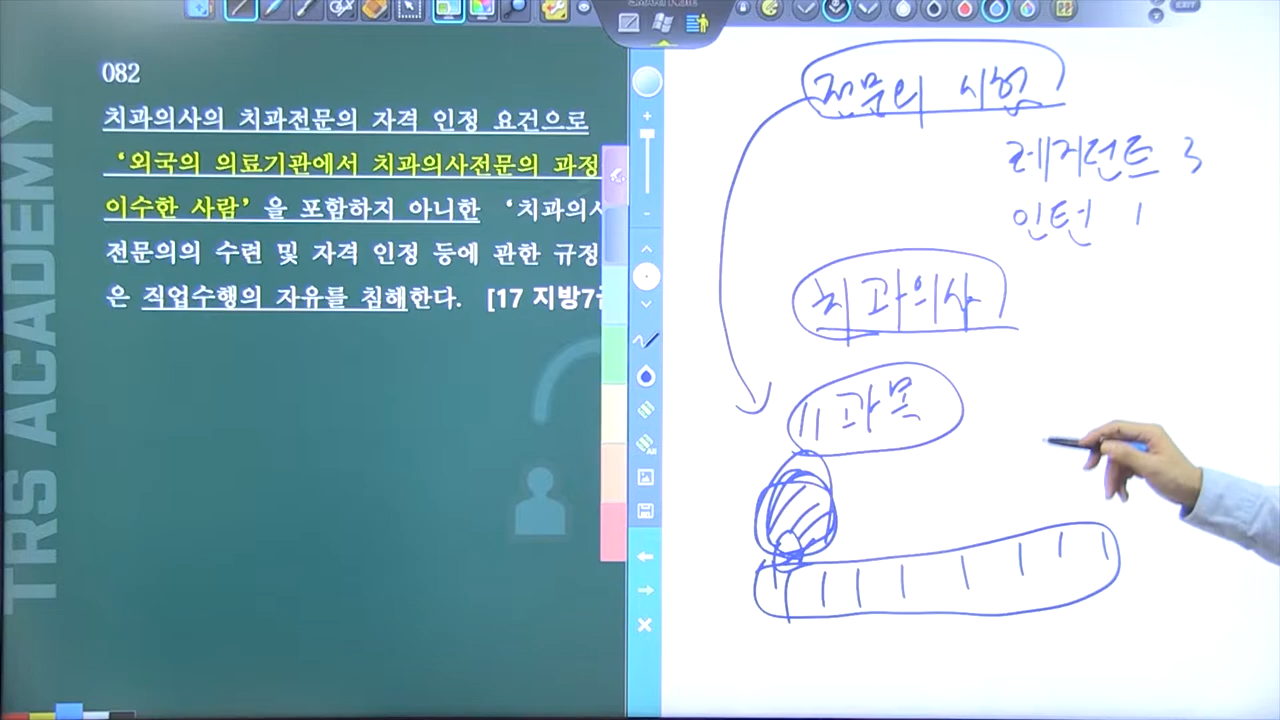 EXIT
TRS ACADEMY
082
치과의사의 치과전문의 자격 인정 요건으로
‘외국의 의료기관에서 치과의사전문의 과정
이수한 사람’을 포함하지 아니한 ‘치과의사
전문의의 수련 및 자격 인정 등에 관한 규정
은 직업수행의 자유를 침해한다. [17 지방7급
All
전문의 시험
레지던트 3
인턴 1
치과의사
11과목